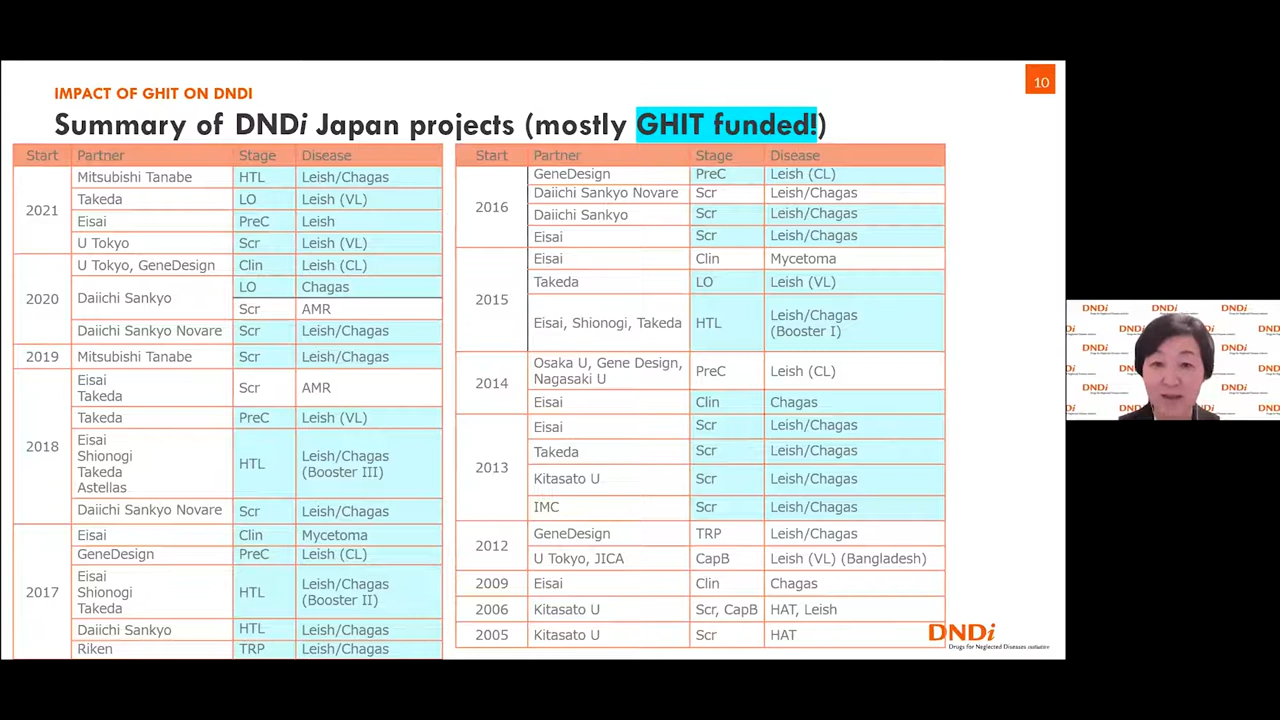 10
IMPACT OF GHIT ON DNDI
Summary of DNDi Japan projects (mostly GHIT funded!)
Start Partner Stage Disease
2021 Mitsubishi Tanabe HTL Leish/Chagas
Takeda LO Leish (VL)
Eisai PreC Leish
U Tokyo Scr Leish (VL)
2020 U Tokyo, GeneDesign Clin Leish (CL)
Daiichi Sankyo LO Chagas
Scr AMR
Daiichi Sankyo Novare Scr Leish/Chagas
2019 Mitsubishi Tanabe Scr Leish/Chagas
2018 Eisai
Takeda Scr AMR
Takeda PreC Leish (VL)
Eisai
Shionogi
Takeda
Astellas HTL Leish/Chagas
(Booster III)
Daiichi Sankyo Novare Scr Leish/Chagas
2017 Eisai Clin Mycetoma
GeneDesign PreC Leish (CL)
Eisai
Shionogi
Takeda HTL Leish/Chagas
(Booster II)
Daiichi Sankyo HTL Leish/Chagas
Riken TRP Leish/Chagas
Start Partner Stage Disease
2016 GeneDesign PreC Leish (CL)
Daiichi Sankyo Novare Scr Leish/Chagas
Daiichi Sankyo Scr Leish/Chagas
Eisai Scr Leish/Chagas
2015 Eisai Clin Mycetoma
Takeda LO Leish (VL)
Eisai, Shionogi, Takeda HTL Leish/Chagas
(Booster I)
2014 Osaka U, Gene Design,
Nagasaki U PreC Leish (CL)
Eisai Clin Chagas
2013 Eisai Scr Leish/Chagas
Takeda Scr Leish/Chagas
Kitasato U Scr Leish/Chagas
IMC Scr Leish/Chagas
2012 GeneDesign TRP Leish/Chagas
U Tokyo, JICA CapB Leish (VL) (Bangladesh)
2009 Eisai Clin Chagas
2006 Kitasato U Scr, CapB HAT, Leish
2005 Kitasato U Scr HAT
DNDi
Drugs for Neglected Diseases initiative
DNDi DNDi DNDi